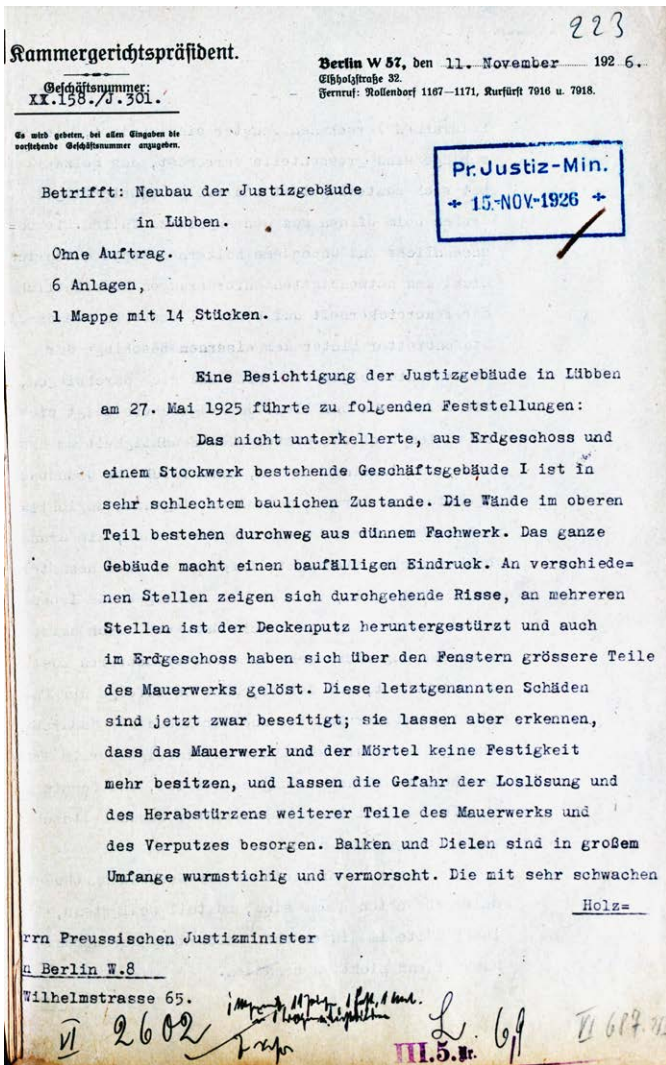 223
Kammergerichtspräsident.
Geschäftsnummer:
XX.158./J.301.
Es wird gebeten, bei allen Eingaben die
vorstehende Geschäftsnummer anzugeben.
Berlin W 57, den 11. November 1926.
Elßholzstraße 32.
Fernruf: Nollendorf 1167—1171, Kurfürst 7916 u. 7918.
Pr. Justiz-Min.
+ 15.-NOV.-1926 +
Betrifft: Neubau der Justizgebäude
in Lübben.
Ohne Auftrag.
6 Anlagen,
1 Mappe mit 14 Stücken.
Eine Besichtigung der Justizgebäude in Lübben
am 27. Mai 1925 führte zu folgenden Feststellungen:
Das nicht unterkellerte, aus Erdgeschoss und
einem Stockwerk bestehende Geschäftsgebäude I ist in
sehr schlechtem baulichen Zustande. Die Wände im oberen
Teil bestehen durchweg aus dünnem Fachwerk. Das ganze
Gebäude macht einen baufälligen Eindruck. An verschiede=
nen Stellen zeigen sich durchgehende Risse, an mehreren
Stellen ist der Deckenputz heruntergestürzt und auch
im Erdgeschoss haben sich über den Fenstern grössere Teile
des Mauerwerks gelöst. Diese letztgenannten Schäden
sind jetzt zwar beseitigt; sie lassen aber erkennen,
dass das Mauerwerk und der Mörtel keine Festigkeit
mehr besitzen, und lassen die Gefahr der Loslösung und
des Herabstürzens weiterer Teile des Mauerwerks und
des Verputzes besorgen. Balken und Dielen sind in großem
Umfange wurmstichig und vermorscht. Die mit sehr schwachen
Holz=
rrn Preussischen Justizminister
n Berlin W.8
Wilhelmstrasse 65.
VI 2602
L. 6,9
VI 687.
III.5.Nr.